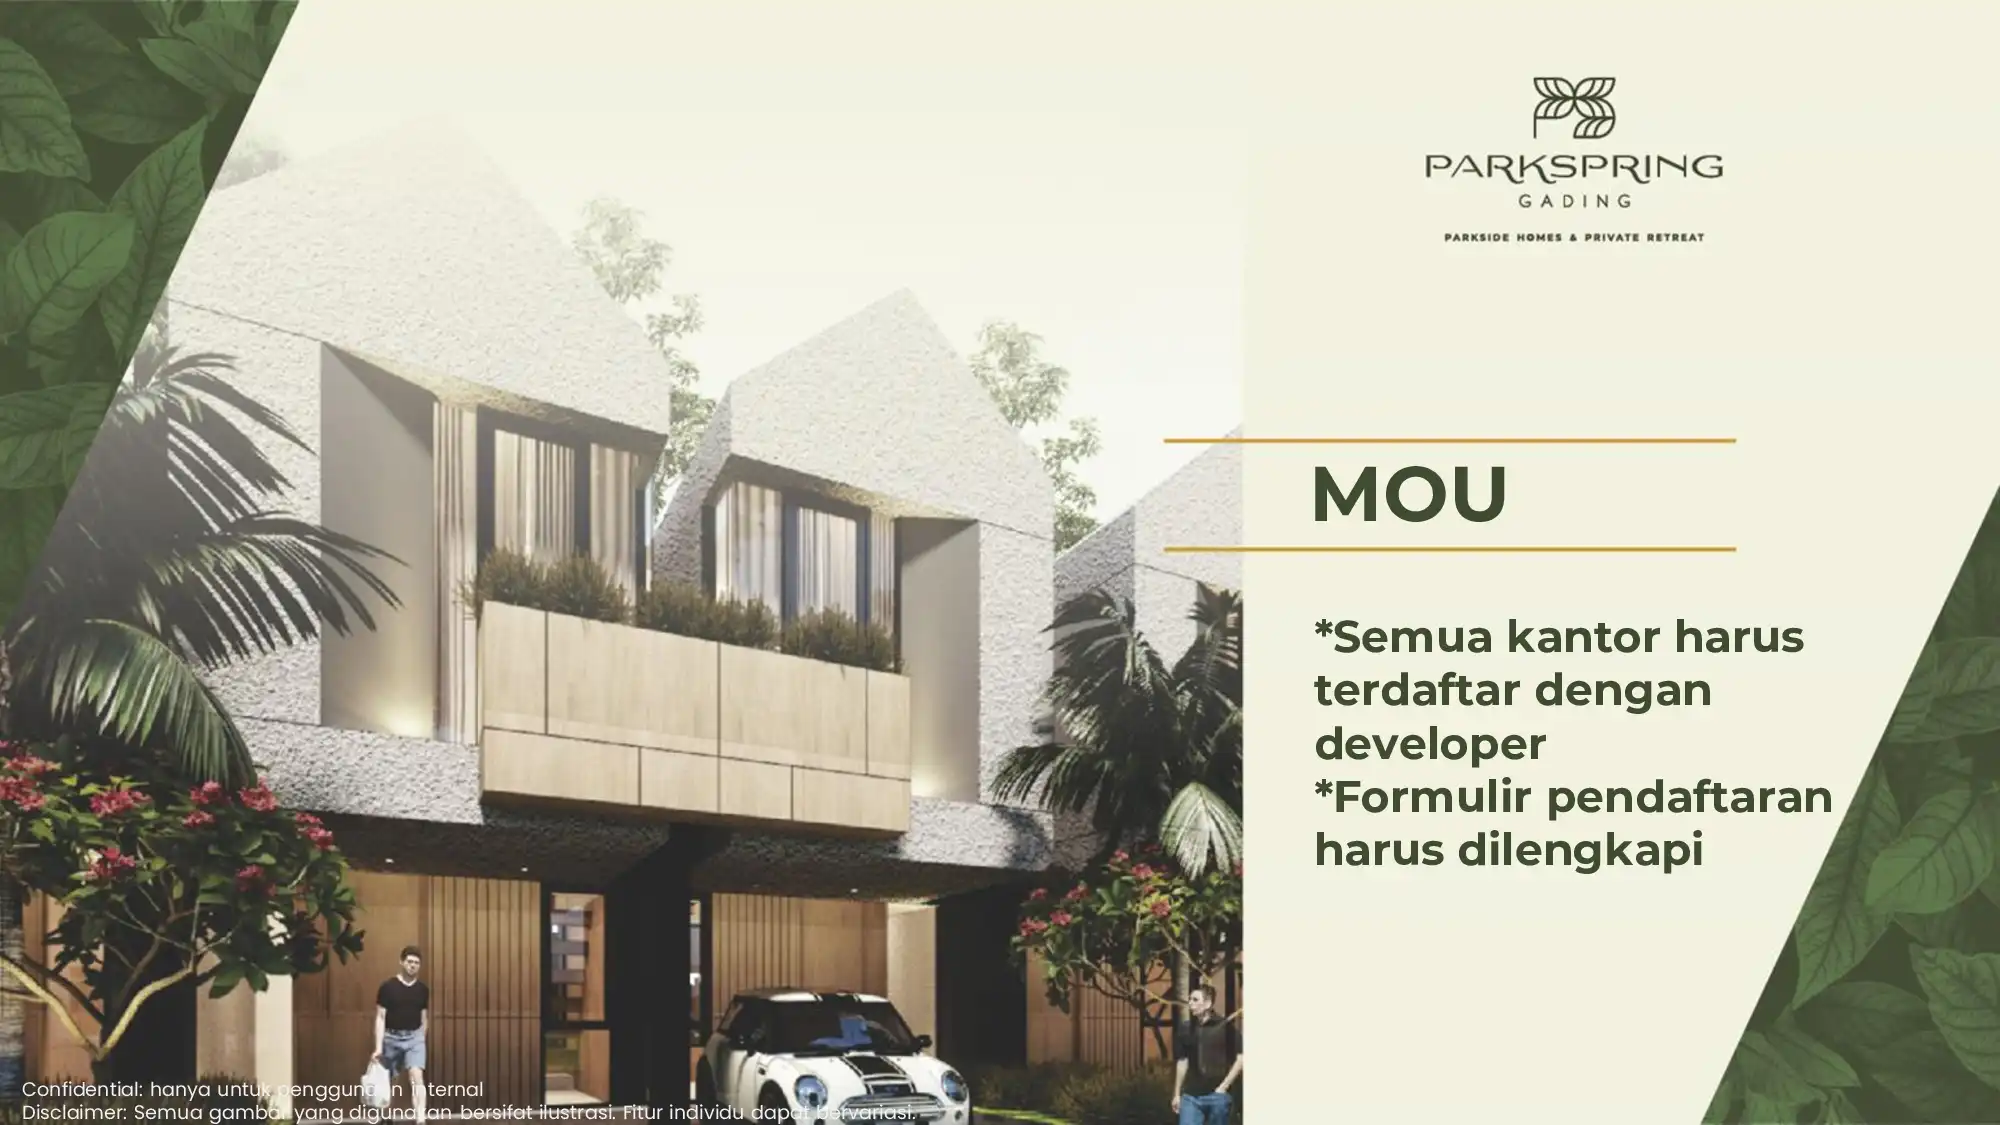 PARKSPRING
GADING
PARKSIDE HOMES & PRIVATE RETREAT
MOU
*Semua kantor harus
terdaftar dengan
developer
*Formulir pendaftaran
harus dilengkapi
Confidential: hanya untuk penggunaan internal
Disclaimer: Semua gambar yang digunakan bersifat ilustrasi. Fitur individu dapat bervariasi.